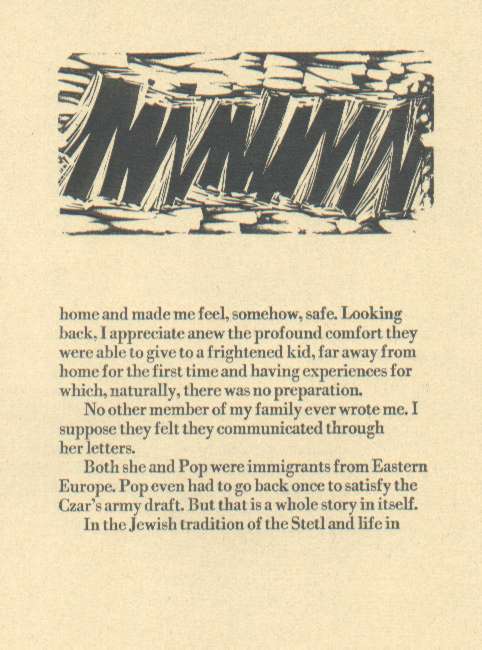 home and made me feel, somehow, safe. Looking
back, I appreciate anew the profound comfort they
were able to give to a frightened kid, far away from
home for the first time and having experiences for
which, naturally, there was no preparation.
No other member of my family ever wrote me. I
suppose they felt they communicated through
her letters.
Both she and Pop were immigrants from Eastern
Europe. Pop even had to go back once to satisfy the
Czar's army draft. But that is a whole story in itself.
In the Jewish tradition of the Stetl and life in